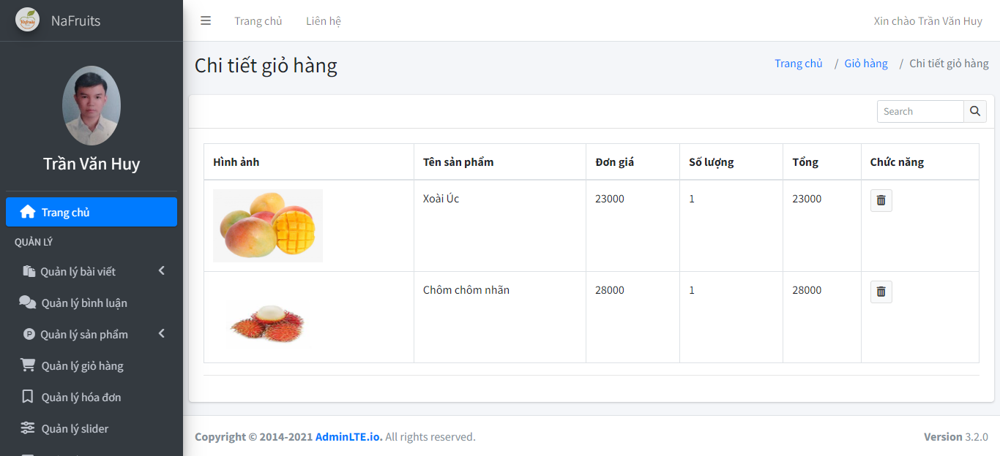 NaFruits
Trang chủ
Liên hệ
Xin chào Trần Văn Huy
Trần Văn Huy
Trang chủ
QUẢN LÝ
Quản lý bài viết
Quản lý bình luận
Quản lý sản phẩm
Quản lý giỏ hàng
Quản lý hóa đơn
Quản lý slider
Chi tiết giỏ hàng
Trang chủ / Giỏ hàng / Chi tiết giỏ hàng
Search
Hình ảnh Tên sản phẩm Đơn giá Số lượng Tổng Chức năng
Xoài Úc 23000 1 23000
Chôm chôm nhãn 28000 1 28000
Copyright © 2014-2021 AdminLTE.io. All rights reserved.
Version 3.2.0